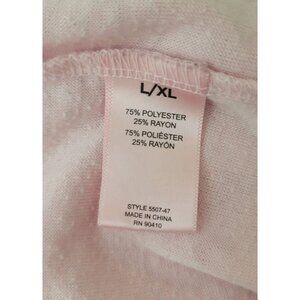 L/XL
75% POLYESTER
25% RAYON
75% POLIÉSTER
25% RAYÓN
STYLE 5507-47
MADE IN CHINA
RN 90410